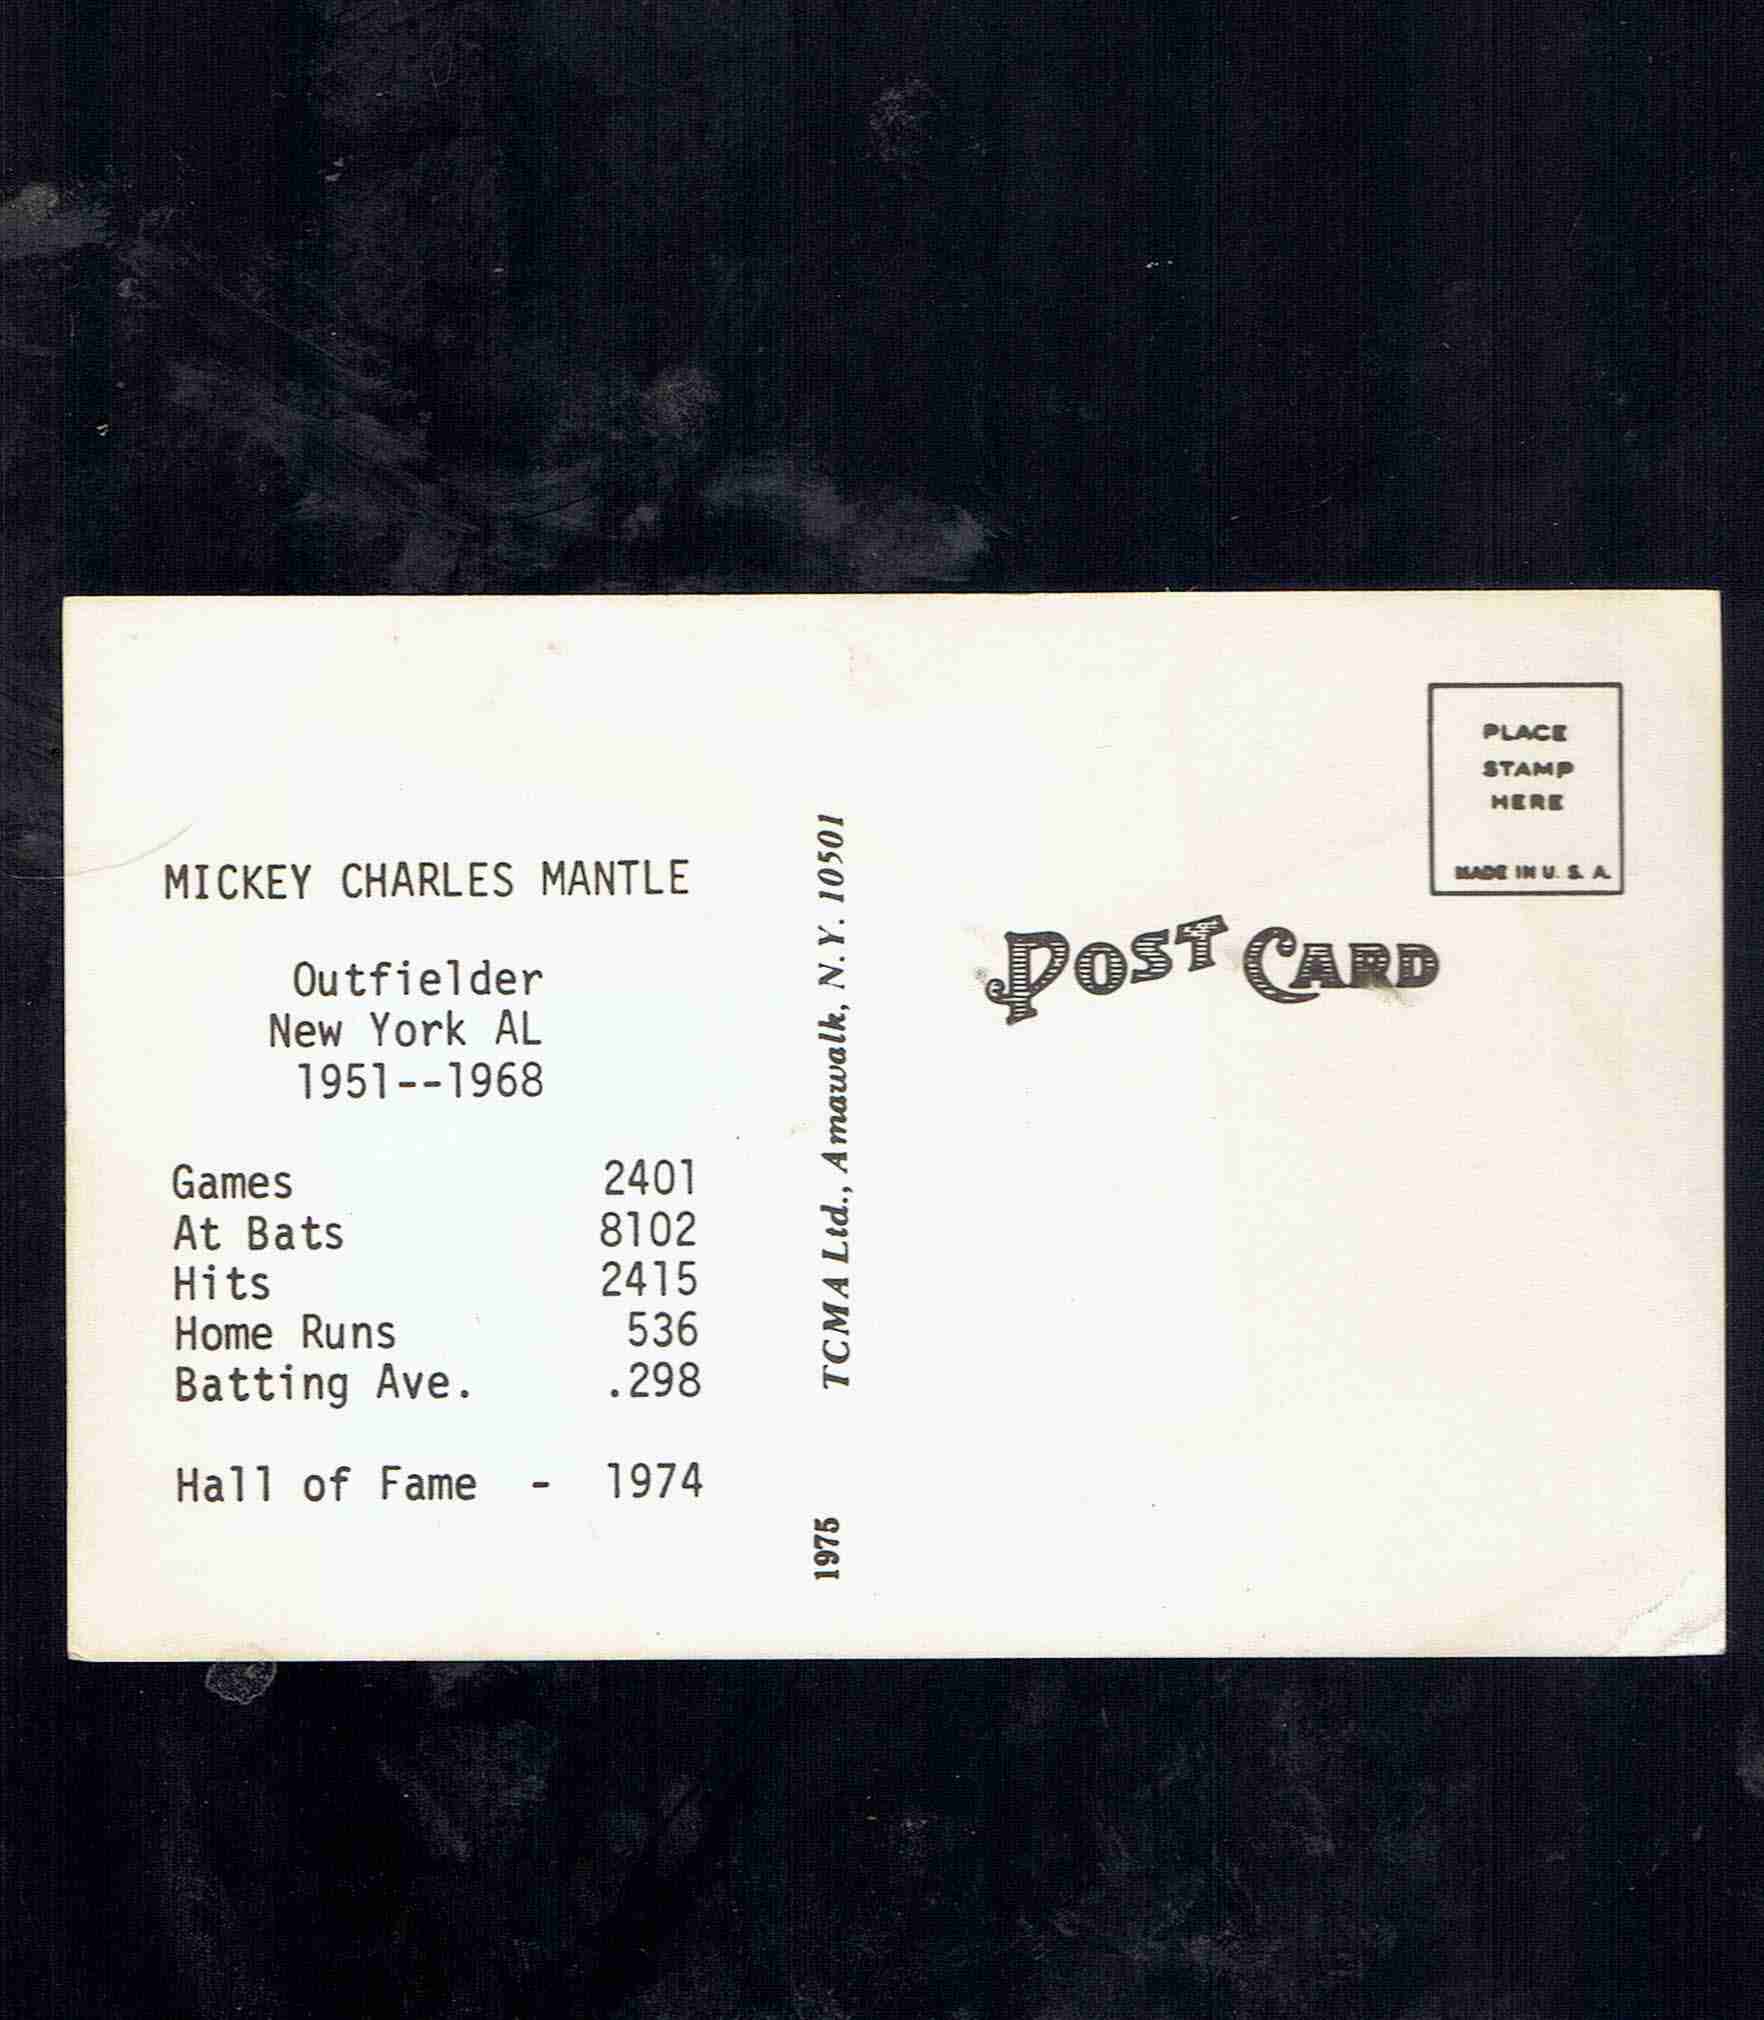 MICKEY CHARLES MANTLE
Outfielder
New York AL
1951--1968
Games 2401
At Bats 8102
Hits 2415
Home Runs 536
Batting Ave. .298
Hall of Fame - 1974
TCMA Ltd., Amawalk, N.Y. 10501
1975
PLACE
STAMP
HERE
MADE IN U. S. A.
POST CARD